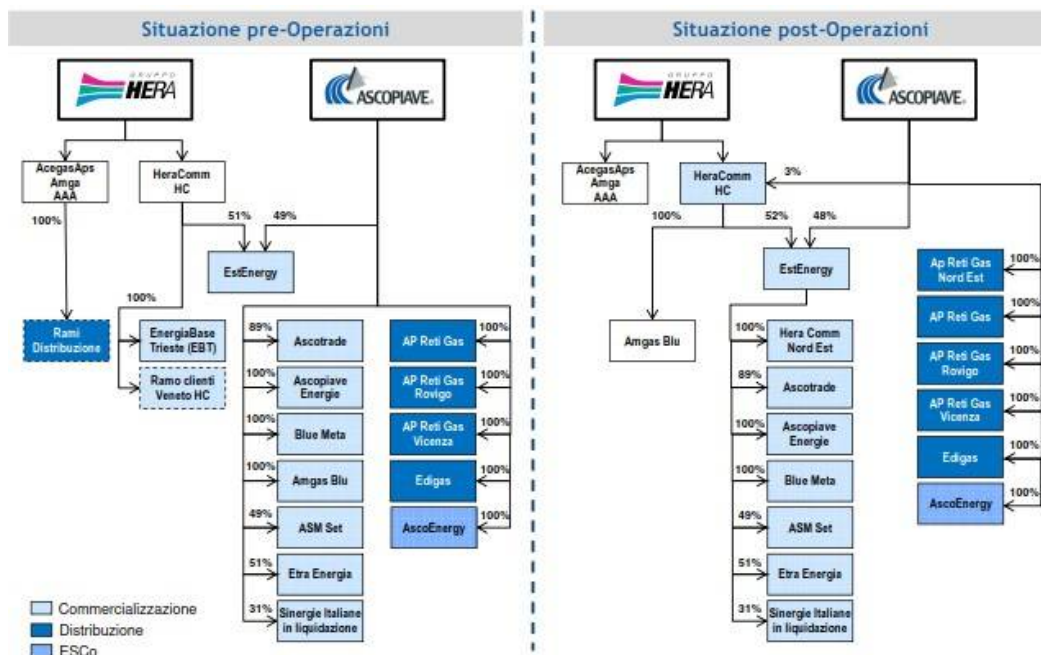 Situazione pre-Operazioni
GRUPPO
HERA
ASCOPIAVE
AcegasAps
Amga
AAA
HeraComm
HC
100%
51%
49%
EstEnergy
100%
Rami
Distribuzione
EnergiaBase
Trieste (EBT)
Ramo clienti
Veneto HC
89%
Ascotrade
100%
Ascopiave
Energie
100%
Blue Meta
100%
Amgas Blu
49%
ASM Set
51%
Etra Energia
31%
Sinergie Italiane
in liquidazione
AP Reti Gas
100%
AP Reti Gas
Rovigo
100%
AP Reti Gas
Vicenza
100%
Edigas
100%
AscoEnergy
100%
Commercializzazione
Distribuzione
ESCo
Situazione post-Operazioni
GRUPPO
HERA
ASCOPIAVE
AcegasAps
Amga
AAA
HeraComm
HC
3%
100%
52%
48%
EstEnergy
Amgas Blu
100%
Hera Comm
Nord Est
89%
Ascotrade
100%
Ascopiave
Energie
100%
Blue Meta
49%
ASM Set
51%
Etra Energia
31%
Sinergie Italiane
in liquidazione
Ap Reti Gas
Nord Est
100%
AP Reti Gas
100%
AP Reti Gas
Rovigo
100%
AP Reti Gas
Vicenza
100%
Edigas
100%
AscoEnergy
100%